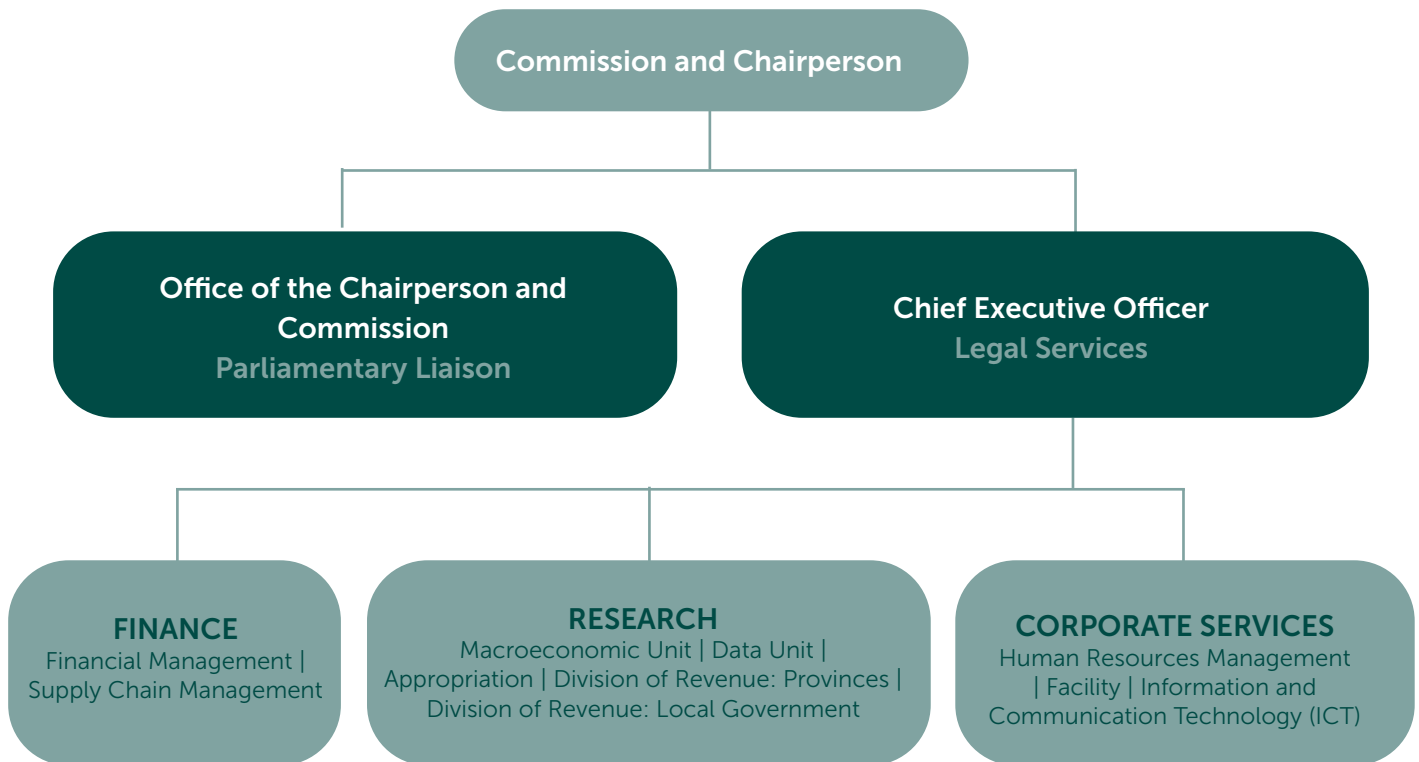 Commission and Chairperson
Office of the Chairperson and
Commission
Parliamentary Liaison
Chief Executive Officer
Legal Services
FINANCE
Financial Management |
Supply Chain Management
RESEARCH
Macroeconomic Unit | Data Unit |
Appropriation | Division of Revenue: Provinces |
Division of Revenue: Local Government
CORPORATE SERVICES
Human Resources Management
| Facility | Information and
Communication Technology (ICT)